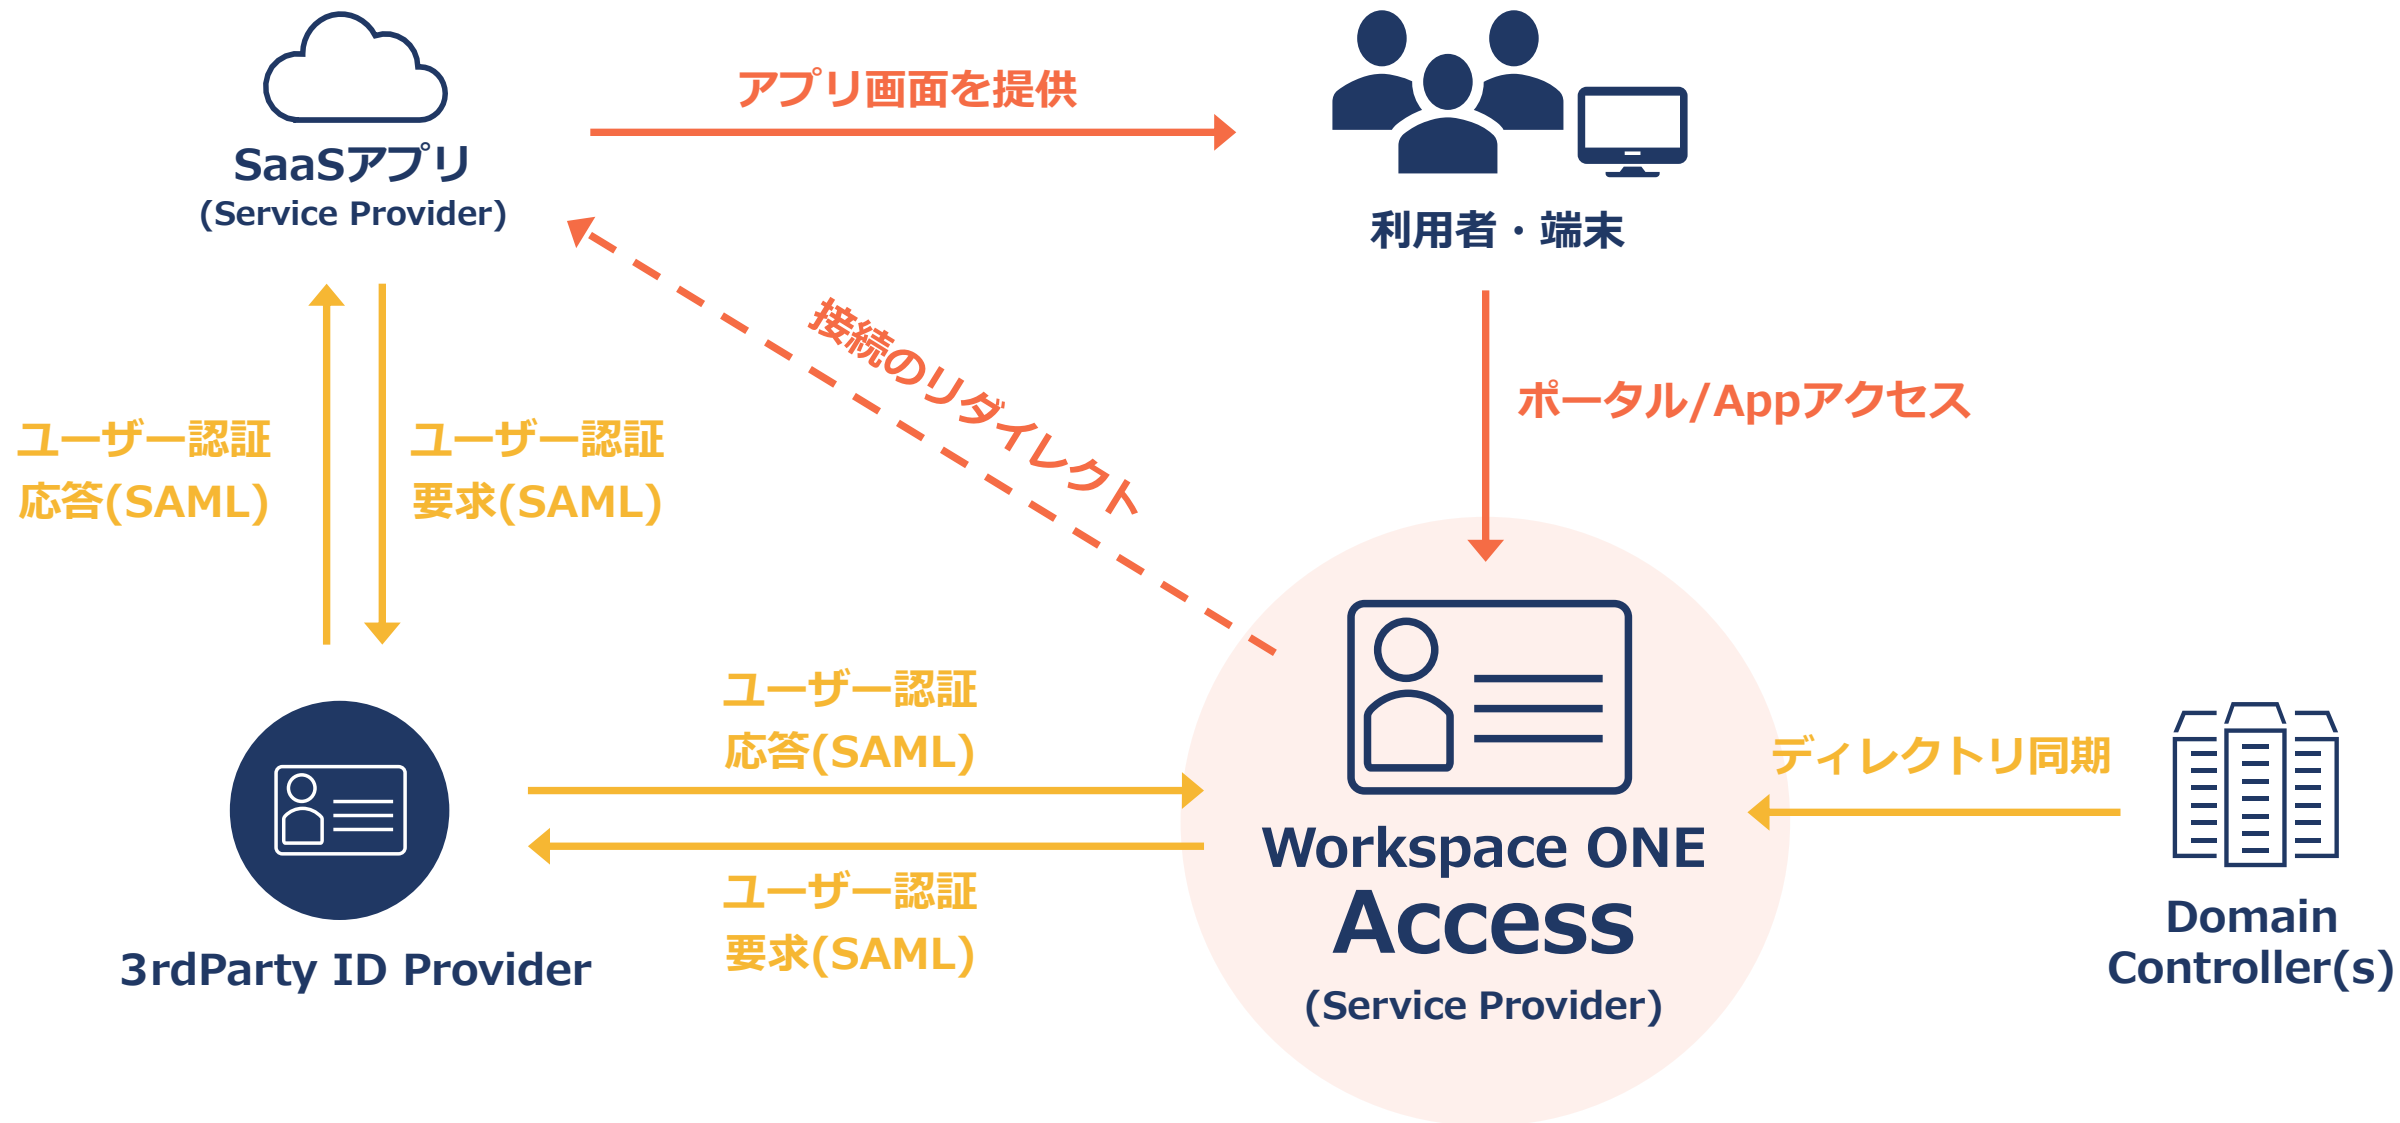 アプリ画面を提供
SaaSアプリ
(Service Provider)
利用者・端末
接続のリダイレクト
ポータル/Appアクセス
ユーザー認証
応答(SAML)
ユーザー認証
要求(SAML)
ユーザー認証
応答(SAML)
ユーザー認証
要求(SAML)
3rdParty ID Provider
Workspace ONE
Access
(Service Provider)
ディレクトリ同期
Domain
Controller(s)